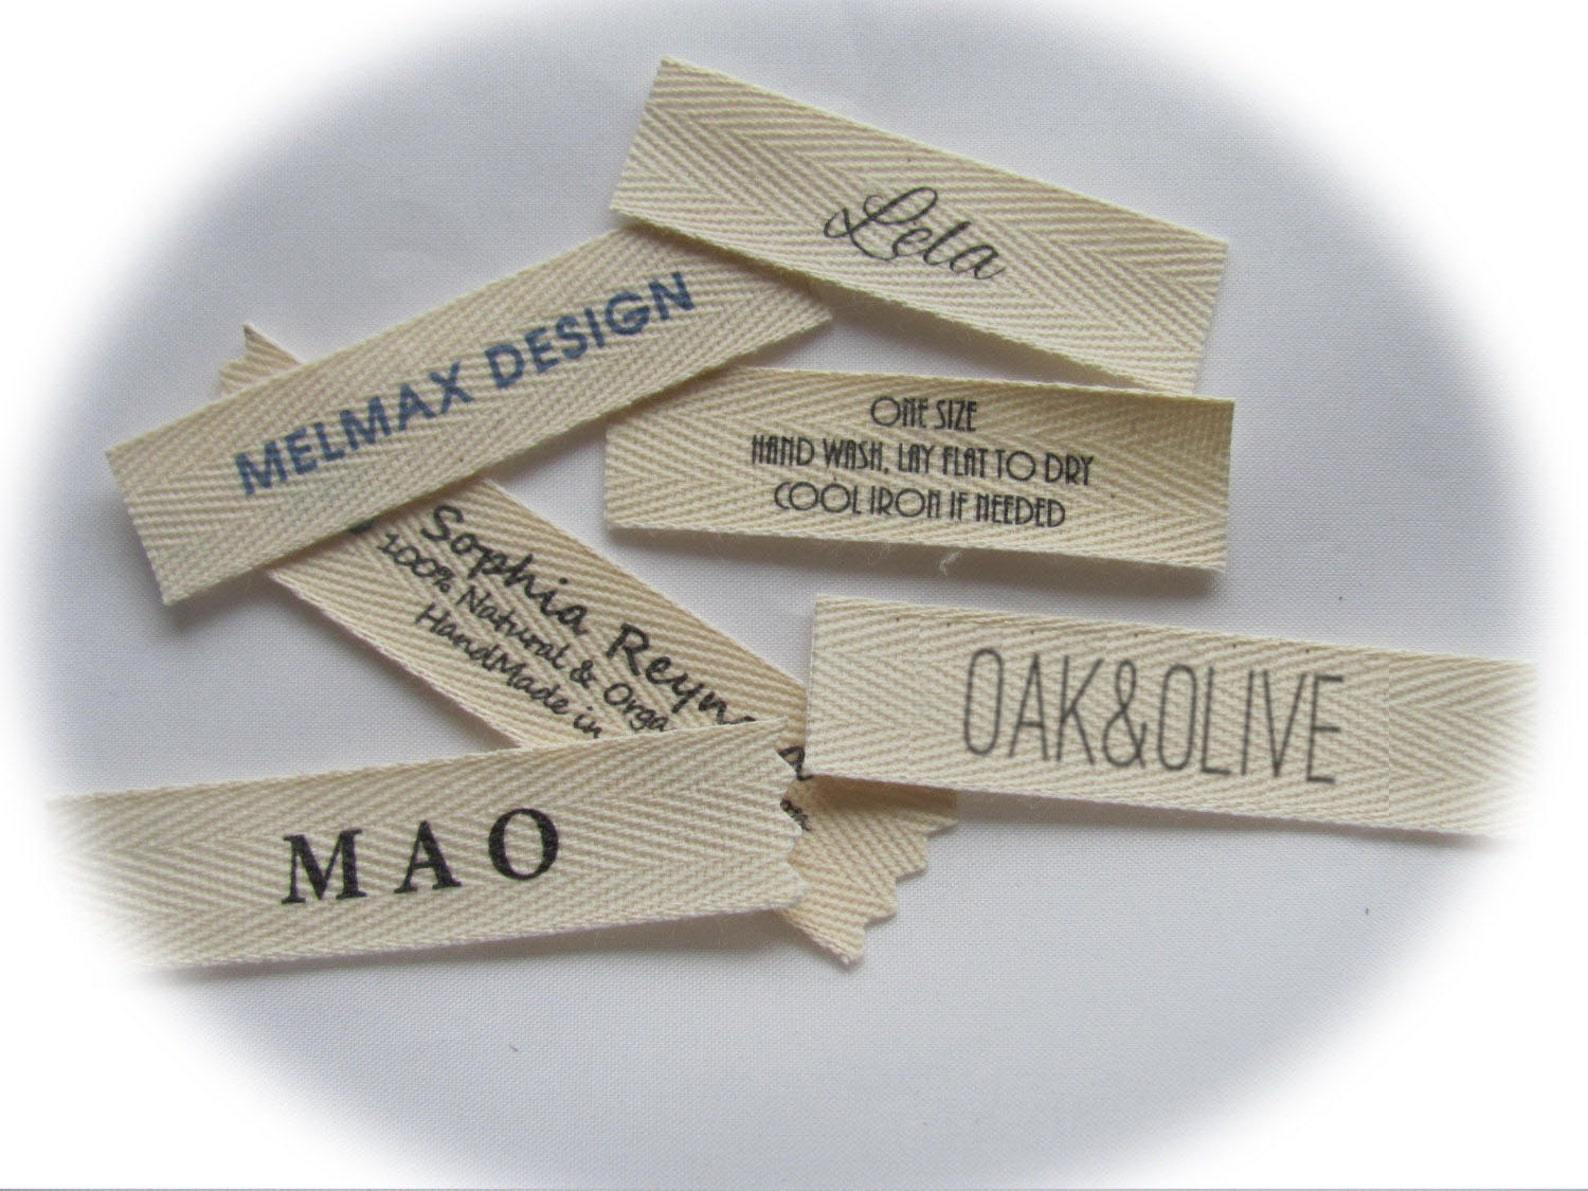 Lela
MELMAX DESIGN
ONE SIZE
HAND WASH, LAY FLAT TO DRY
COOL IRON IF NEEDED
Sophia
100% Natural &
HandMade in
OAK&OLIVE
MAO